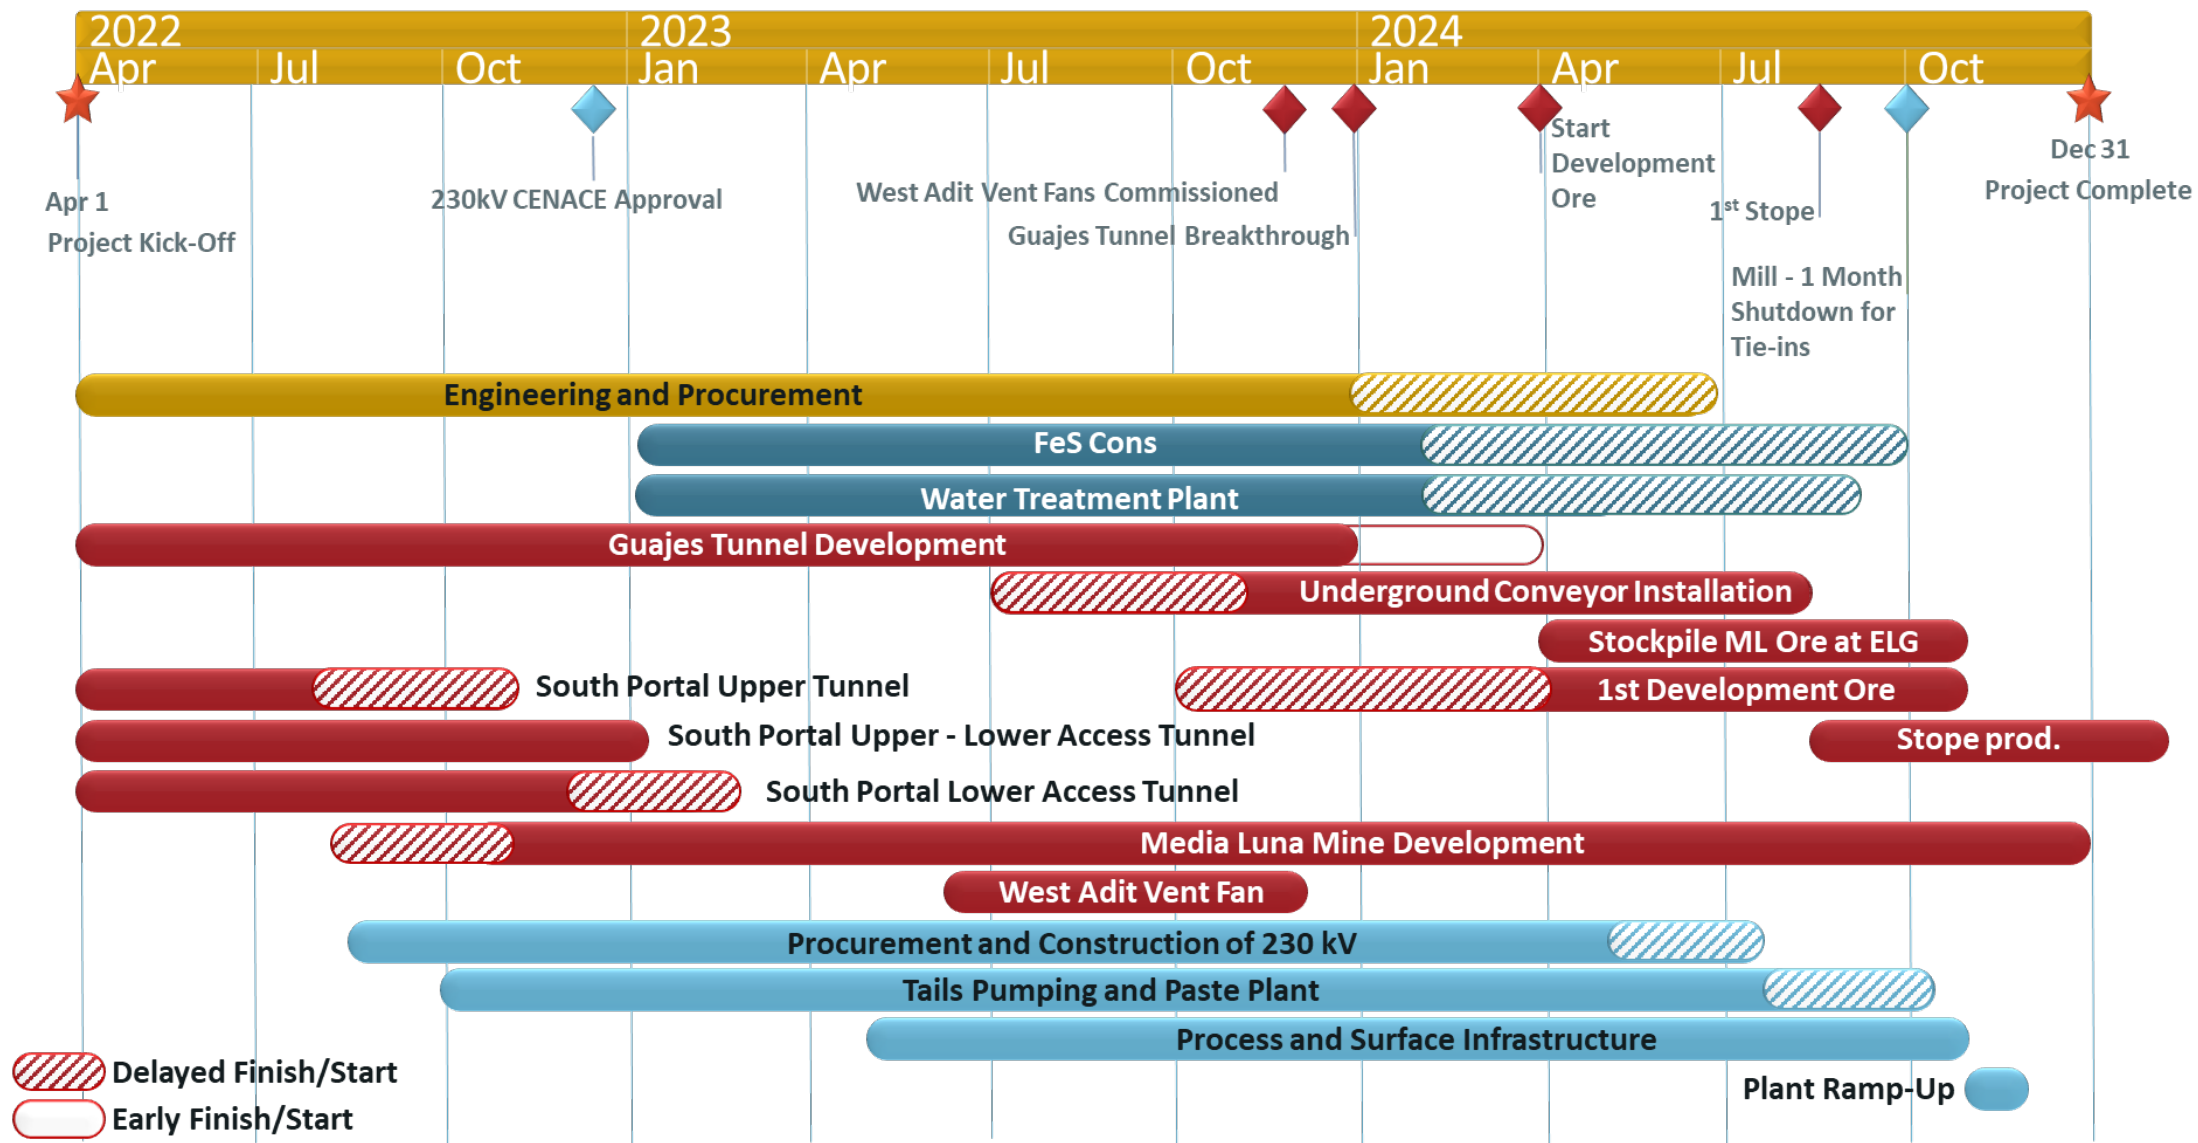 2022
2023
2024
Apr
Jul
Oct
Jan
Apr
Jul
Oct
Jan
Apr
Jul
Oct
Apr 1
Project Kick-Off
230kV CENACE Approval
West Adit Vent Fans Commissioned
Guajes Tunnel Breakthrough
Start
Development
Ore
1st Stope
Mill - 1 Month
Shutdown for
Tie-ins
Dec 31
Project Complete
Engineering and Procurement
FeS Cons
Water Treatment Plant
Guajes Tunnel Development
Underground Conveyor Installation
Stockpile ML Ore at ELG
South Portal Upper Tunnel
1st Development Ore
South Portal Upper - Lower Access Tunnel
Stope prod.
South Portal Lower Access Tunnel
Media Luna Mine Development
West Adit Vent Fan
Procurement and Construction of 230 kV
Tails Pumping and Paste Plant
Process and Surface Infrastructure
Plant Ramp-Up
Delayed Finish/Start
Early Finish/Start